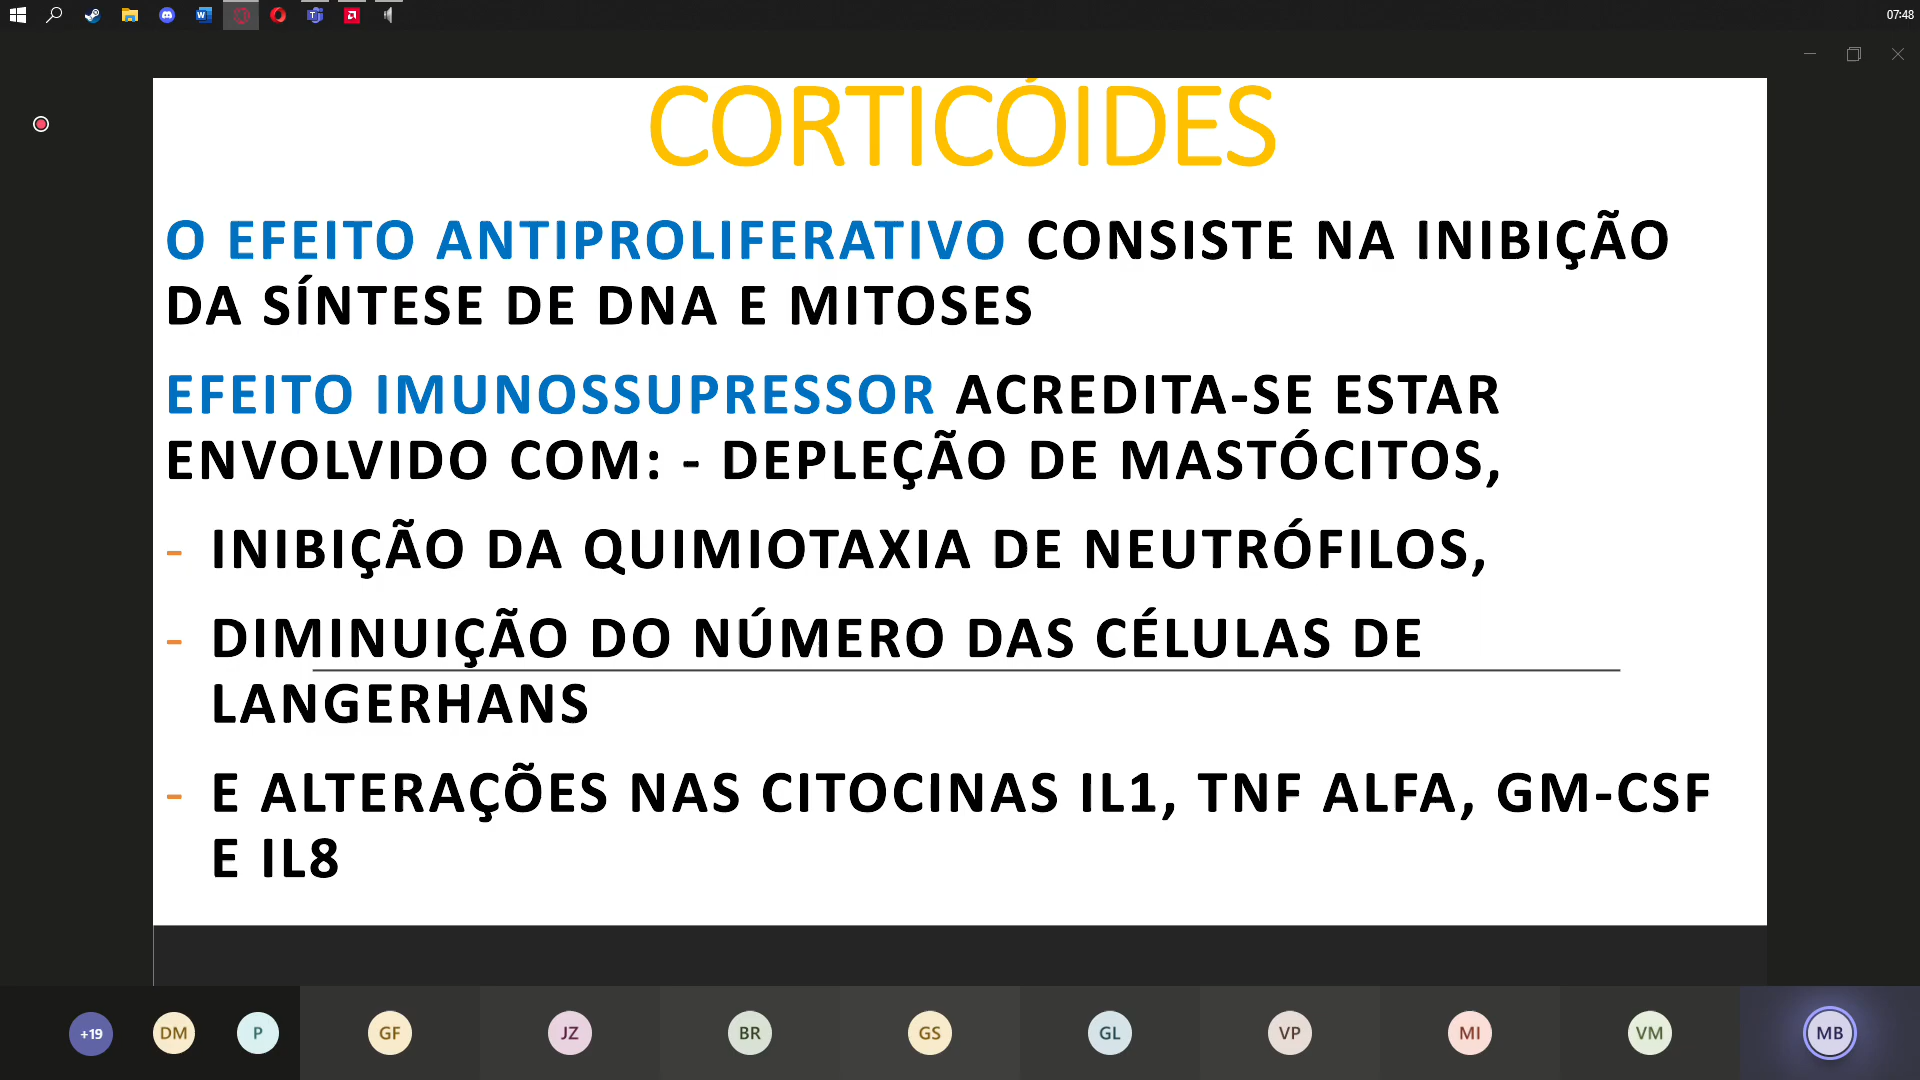 07:48
CORTICÓIDES
O EFEITO ANTIPROLIFERATIVO CONSISTE NA INIBIÇÃO
DA SÍNTESE DE DNA E MITOSES
EFEITO IMUNOSSUPRESSOR ACREDITA-SE ESTAR
ENVOLVIDO COM: - DEPLEÇÃO DE MASTÓCITOS,
- INIBIÇÃO DA QUIMIOTAXIA DE NEUTRÓFILOS,
- DIMINUIÇÃO DO NÚMERO DAS CÉLULAS DE
LANGERHANS
- E ALTERAÇÕES NAS CITOCINAS IL1, TNF ALFA, GM-CSF
E IL8
+19 DM P GF JZ BR GS GL VP MI VM MB